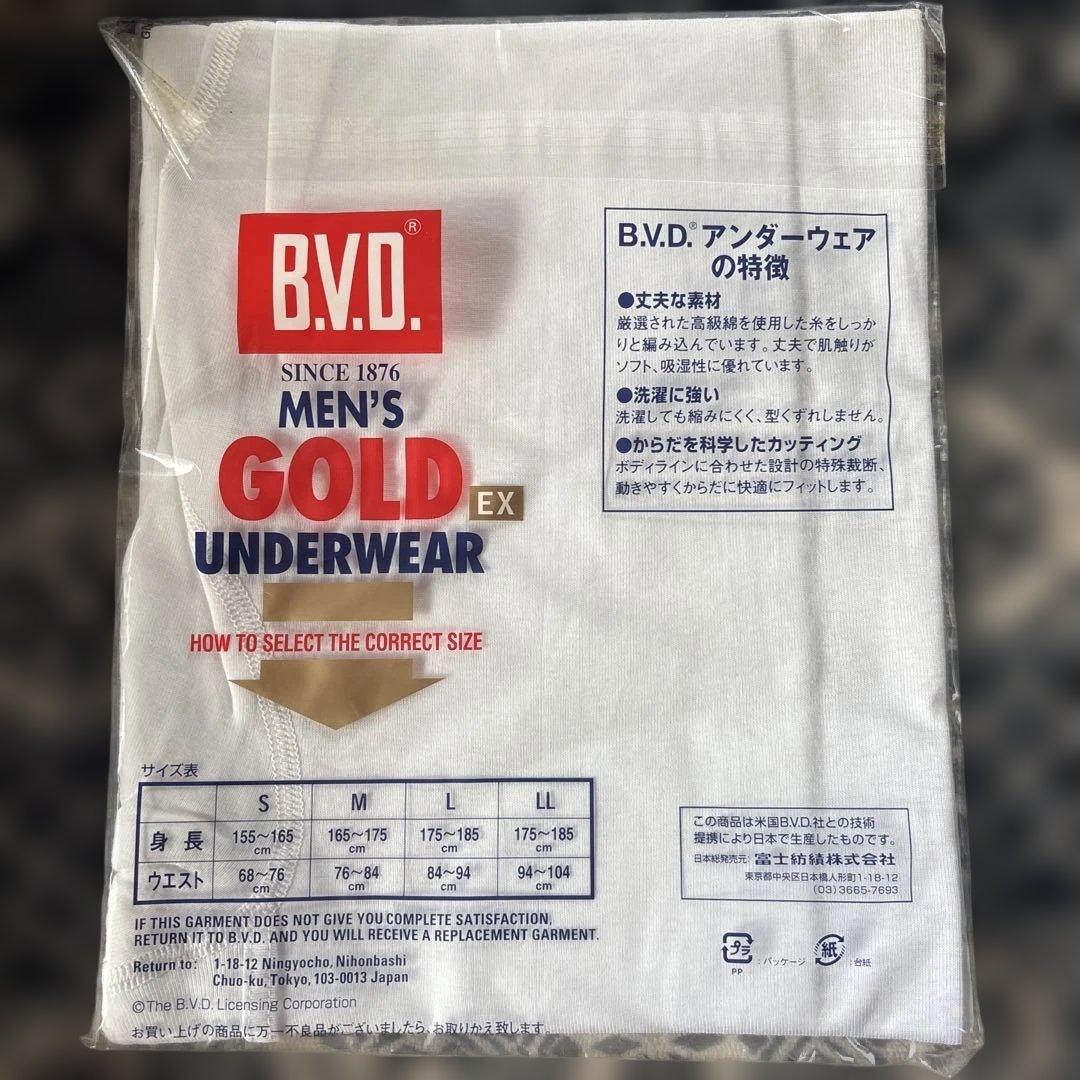 B.V.D.®
SINCE 1876
MEN'S
GOLD EX
UNDERWEAR
HOW TO SELECT THE CORRECT SIZE
B.V.D.® アンダーウェア
の特徴
●丈夫な素材
厳選された高級綿を使用した糸をしっか
りと編み込んでいます。丈夫で肌触りが
ソフト、吸湿性に優れています。
●洗濯に強い
洗濯しても縮みにくく、型くずれしません。
●からだを科学したカッティング
ボディラインに合わせた設計の特殊裁断、
動きやすくからだに快適にフィットします。
サイズ表
S M L LL
身長 155〜165cm 165〜175cm 175〜185cm 175〜185cm
ウエスト 68〜76cm 76〜84cm 84〜94cm 94〜104cm
IF THIS GARMENT DOES NOT GIVE YOU COMPLETE SATISFACTION,
RETURN IT TO B.V.D. AND YOU WILL RECEIVE A REPLACEMENT GARMENT.
Return to: 1-18-12 Ningyocho, Nihonbashi
Chuo-ku, Tokyo, 103-0013 Japan
©The B.V.D. Licensing Corporation
お買い上げの商品に万一不良品がございましたら、お取りかえ致します。
この商品は米国B.V.D.社との技術
提携により日本で生産したものです。
日本総発売元: 富士紡績株式会社
東京都中央区日本橋人形町1-18-12
(03)3665-7693
プラ :パッケージ 紙 :台紙
PP